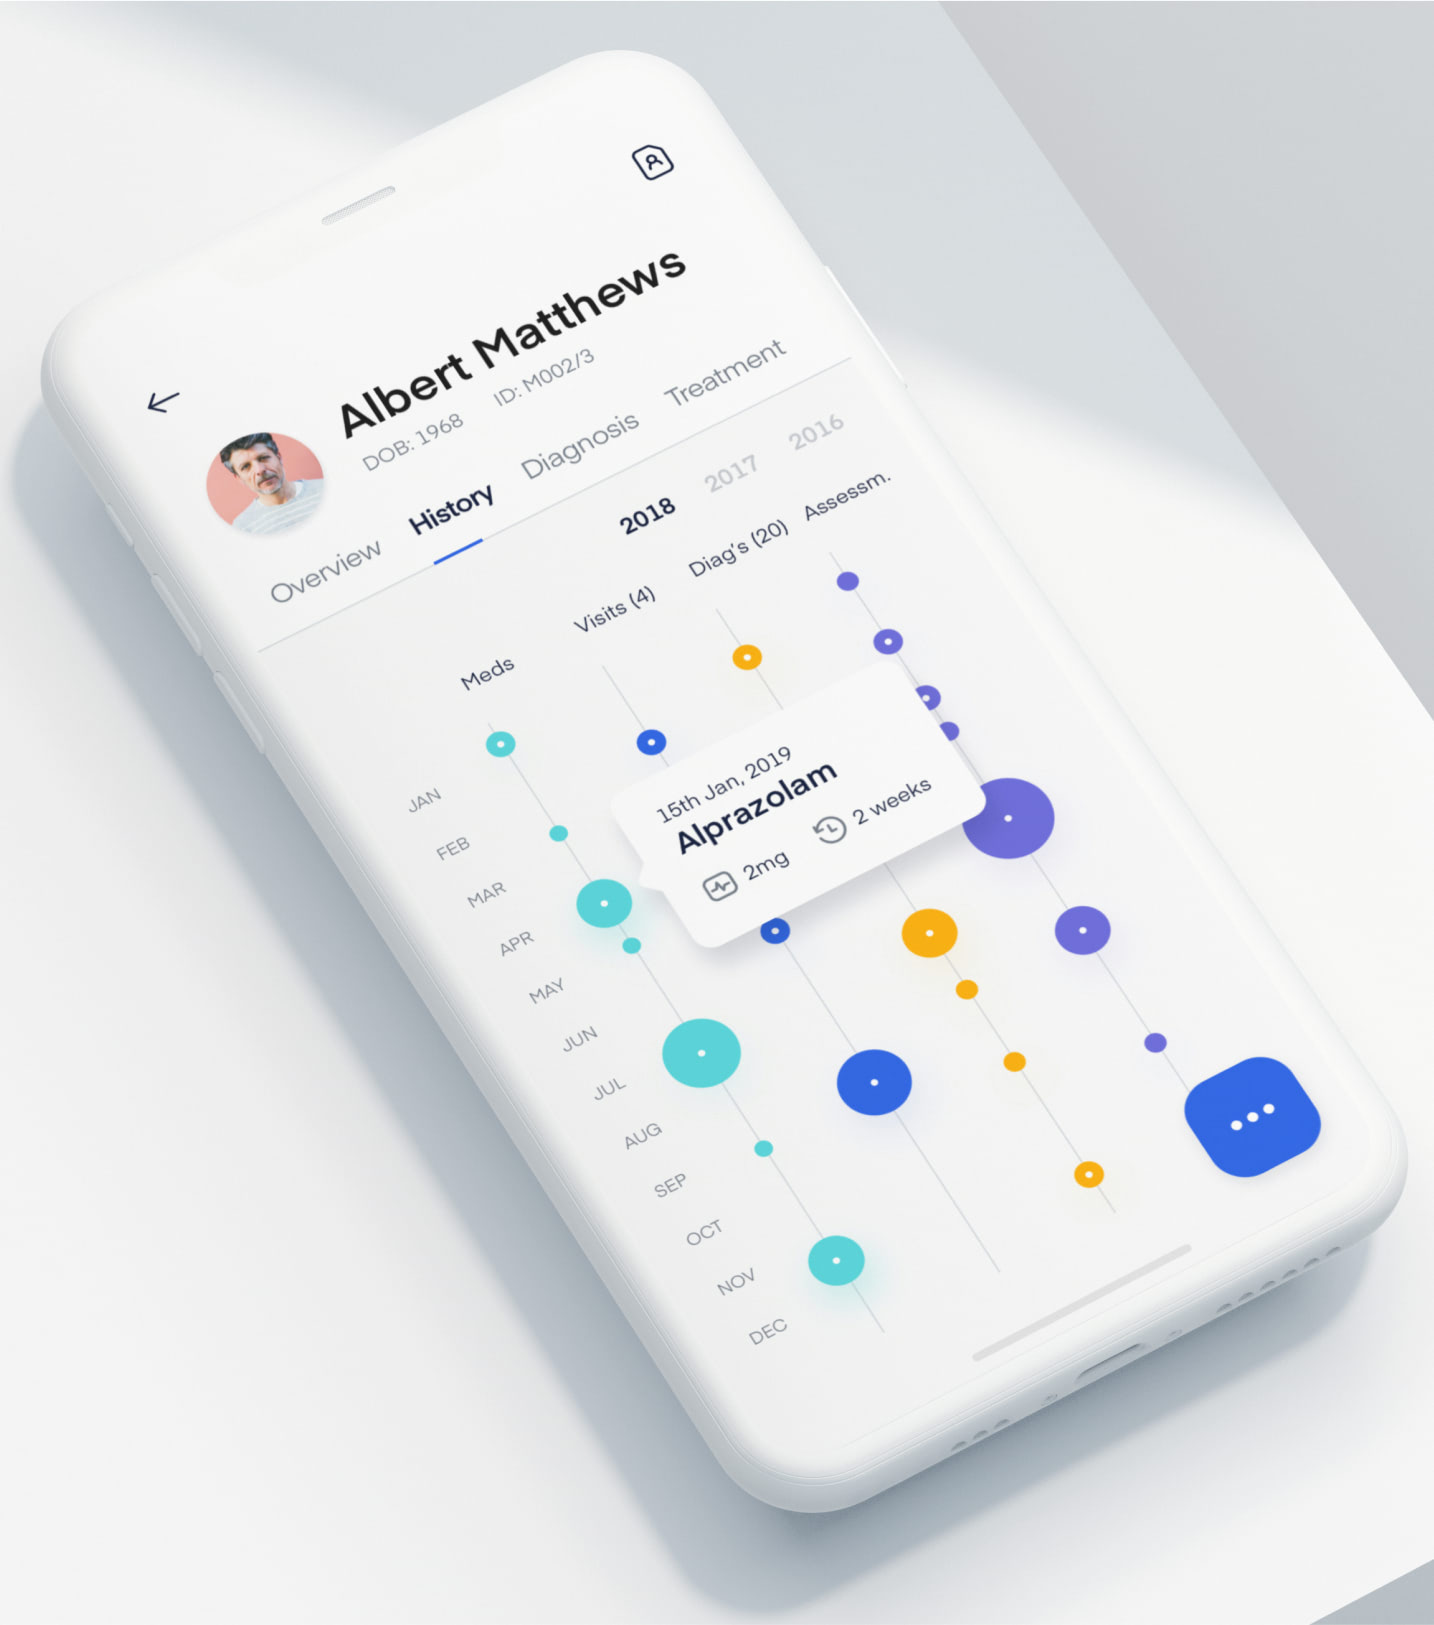 Albert Matthews
DOB: 1968 ID: M002/3
Overview History Diagnosis Treatment
2018 2017 2016
Meds Visits (4) Diag's (20) Assessm.
JAN
FEB
MAR
APR
MAY
JUN
JUL
AUG
SEP
OCT
NOV
DEC
15th Jan, 2019
Alprazolam
2mg 2 weeks